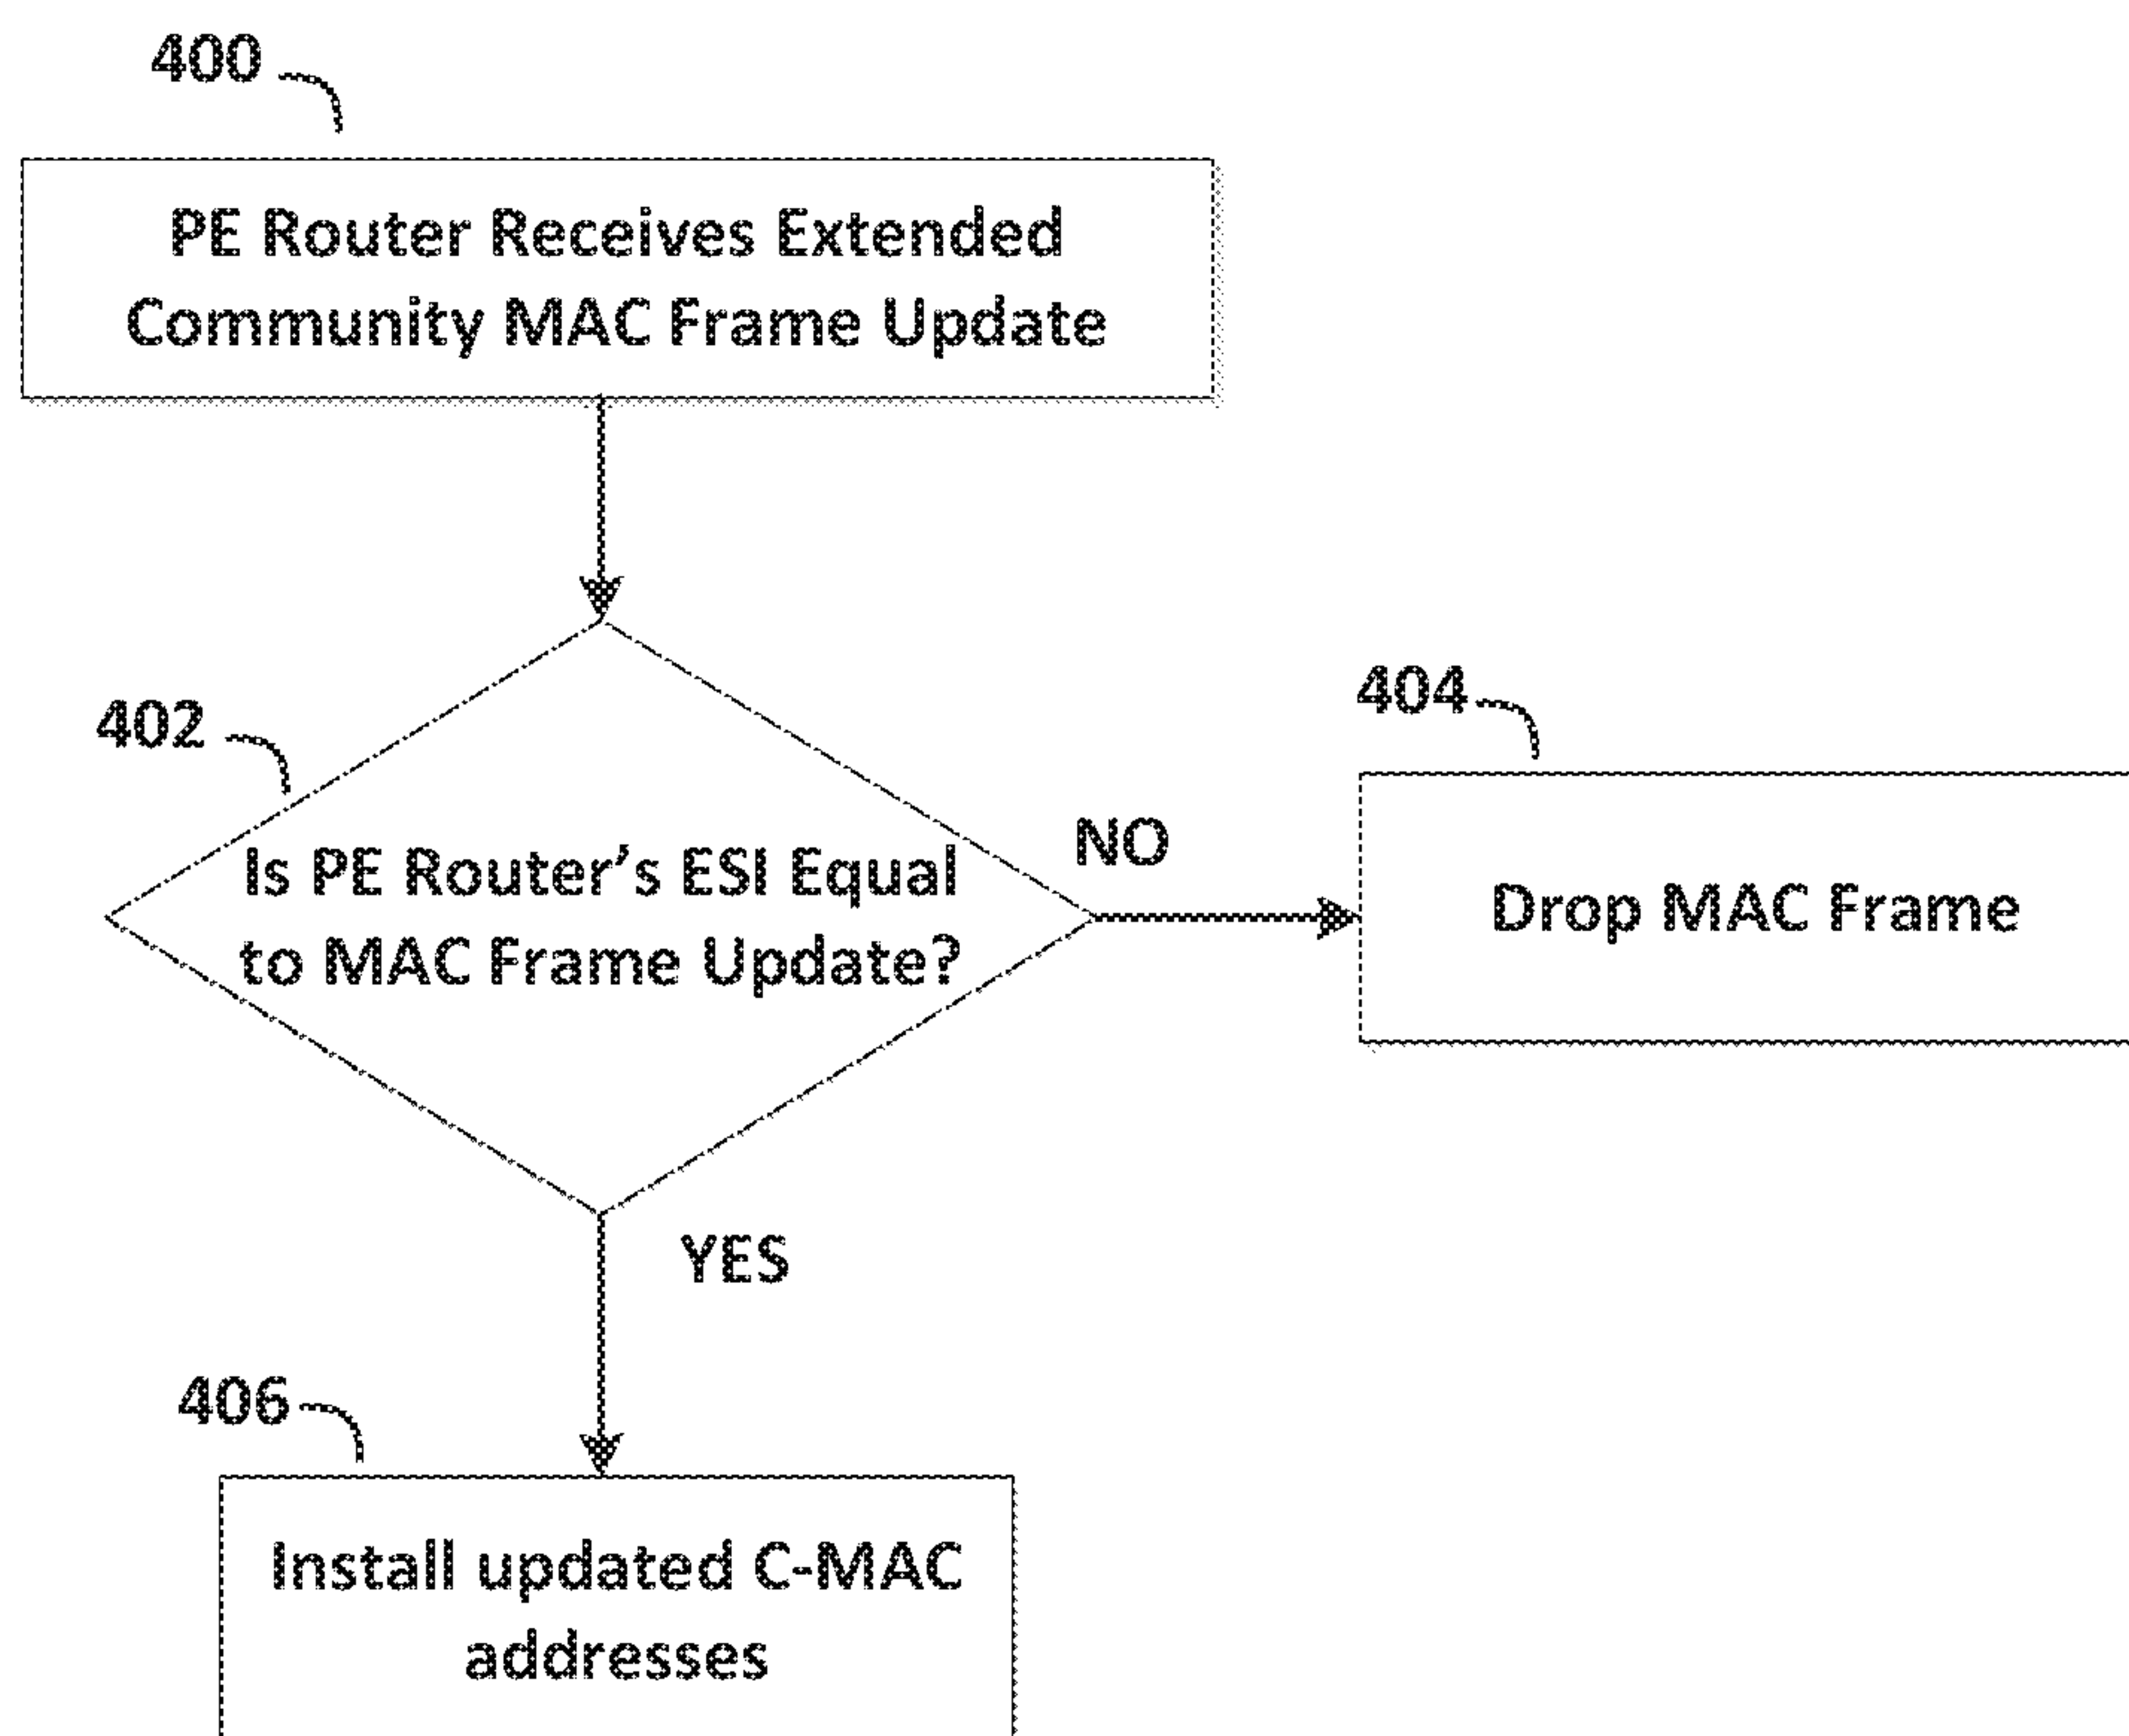 400
PE Router Receives Extended
Community MAC Frame Update
402
Is PE Router’s ESI Equal
to MAC Frame Update?
NO
404
Drop MAC Frame
YES
406
Install updated C-MAC
addresses